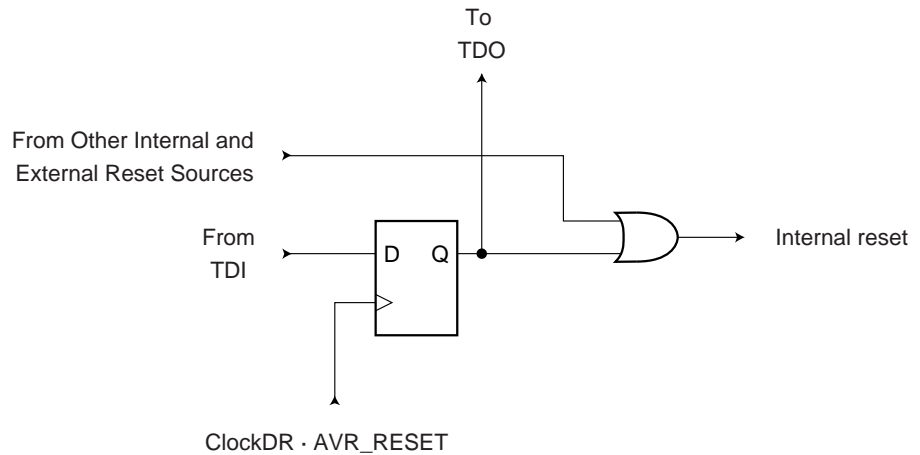 To
TDO
From Other Internal and
External Reset Sources
From
TDI
D Q
Internal reset
ClockDR · AVR_RESET